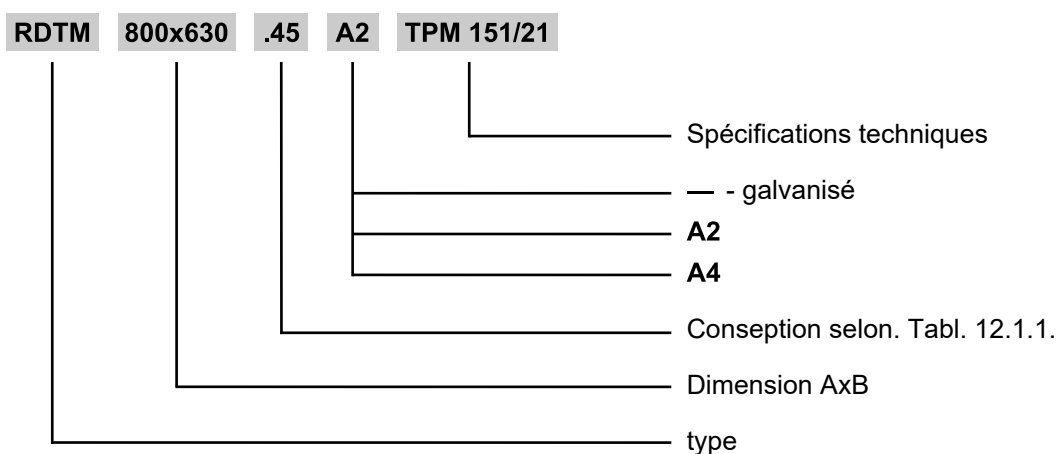 RDTM 800x630 .45 A2 TPM 151/21
Spécifications techniques
— - galvanisé
A2
A4
Conseption selon. Tabl. 12.1.1.
Dimension AxB
type